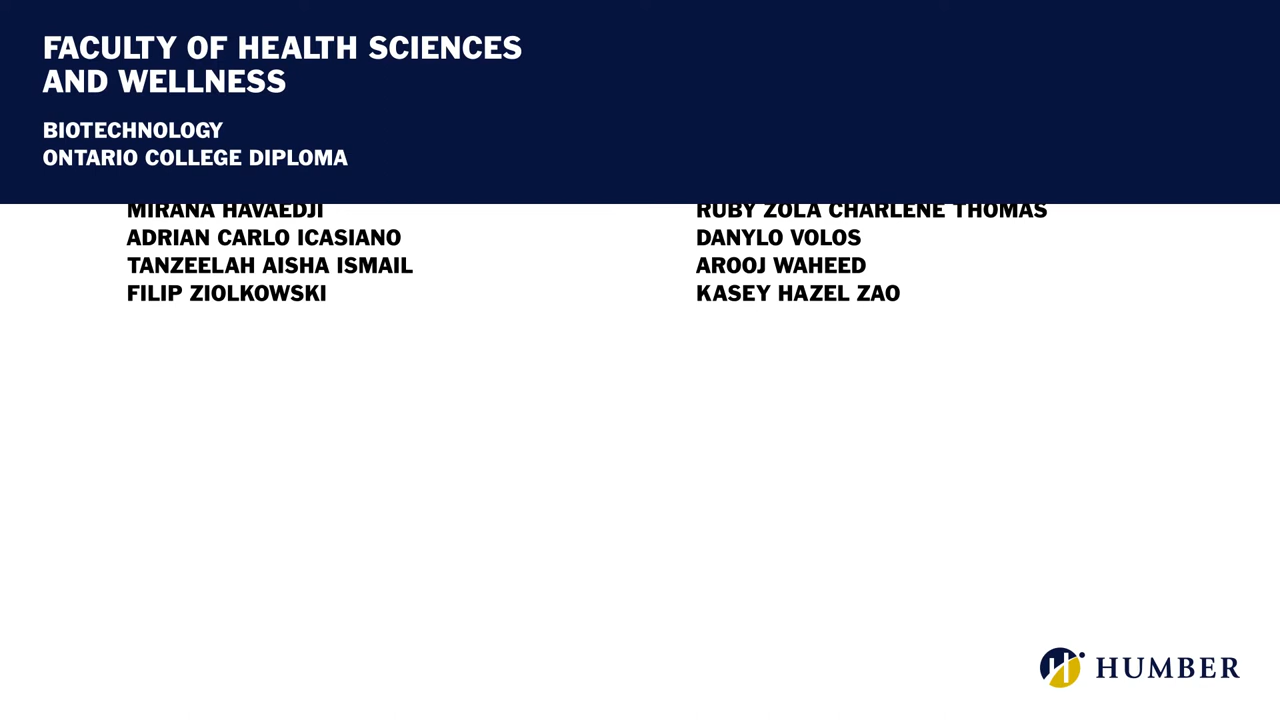 FACULTY OF HEALTH SCIENCES
AND WELLNESS
BIOTECHNOLOGY
ONTARIO COLLEGE DIPLOMA
MIRANA HAVAEDJI
ADRIAN CARLO ICASIANO
TANZEELAH AISHA ISMAIL
FILIP ZIOLKOWSKI
RUBY ZOLA CHARLENE THOMAS
DANYLO VOLOS
AROOJ WAHEED
KASEY HAZEL ZAO
HUMBER